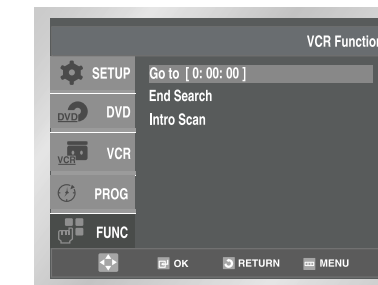 VCR Functio
SETUP
Go to [ 0: 00: 00 ]
End Search
DVD DVD
Intro Scan
VCR VCR
PROG
FUNC
OK RETURN MENU